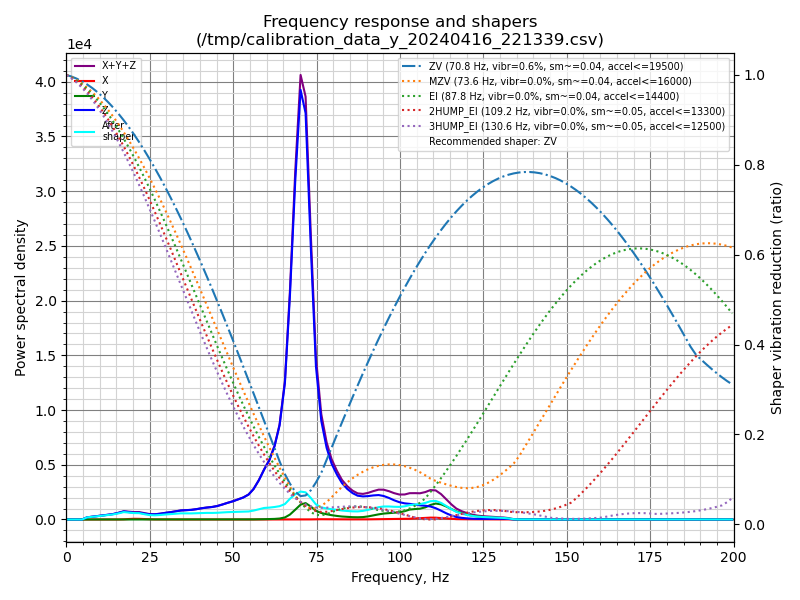 Frequency response and shapers
(/tmp/calibration_data_y_20240416_221339.csv)
1e4
X+Y+Z
X
Y
Z
After
shaper
ZV (70.8 Hz, vibr=0.6%, sm~=0.04, accel<=19500)
MZV (73.6 Hz, vibr=0.0%, sm~=0.04, accel<=16000)
EI (87.8 Hz, vibr=0.0%, sm~=0.04, accel<=14400)
2HUMP_EI (109.2 Hz, vibr=0.0%, sm~=0.05, accel<=13300)
3HUMP_EI (130.6 Hz, vibr=0.0%, sm~=0.05, accel<=12500)
Recommended shaper: ZV
Power spectral density
4.0
3.5
3.0
2.5
2.0
1.5
1.0
0.5
0.0
1.0
0.8
0.6
0.4
0.2
0.0
Shaper vibration reduction (ratio)
0 25 50 75 100 125 150 175 200
Frequency, Hz